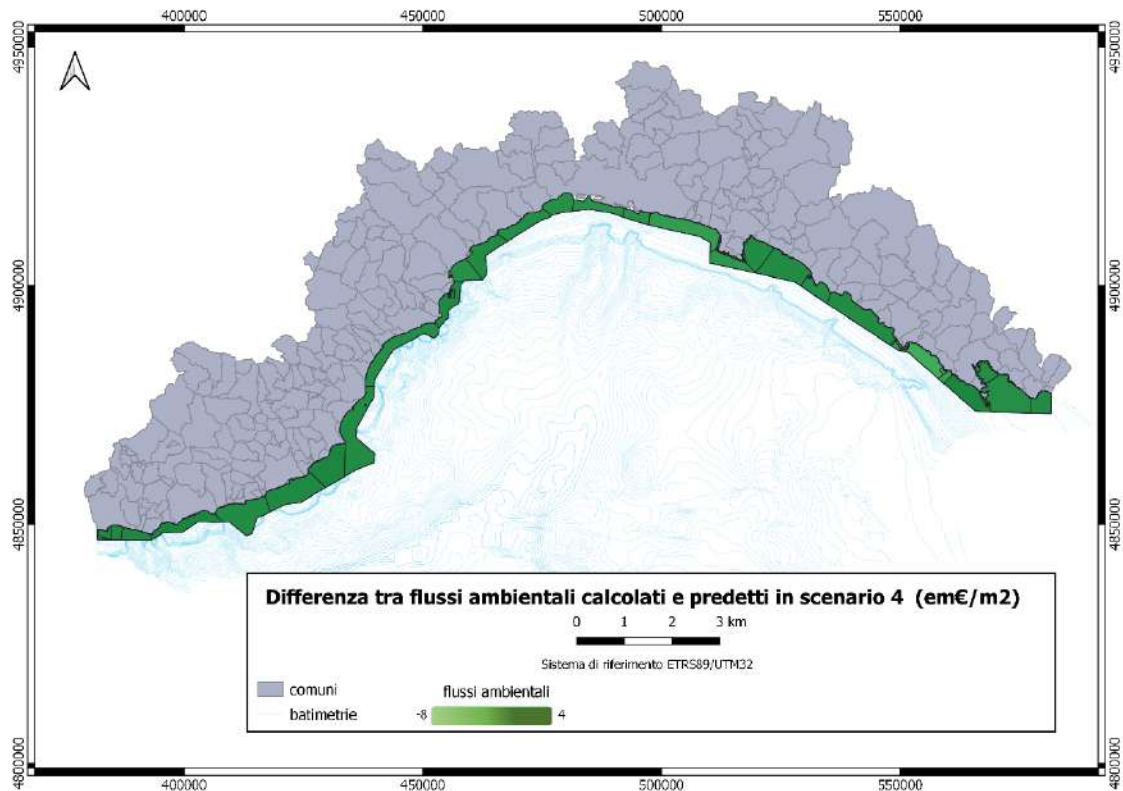 400000 450000 500000 550000
4950000 4950000
4900000 4900000
4850000 4850000
Differenza tra flussi ambientali calcolati e predetti in scenario 4 (em€/m2)
0 1 2 3 km
Sistema di riferimento ETRS89/UTM32
comuni flussi ambientali
batimetrie -8 4
4800000 4800000
400000 450000 500000 550000